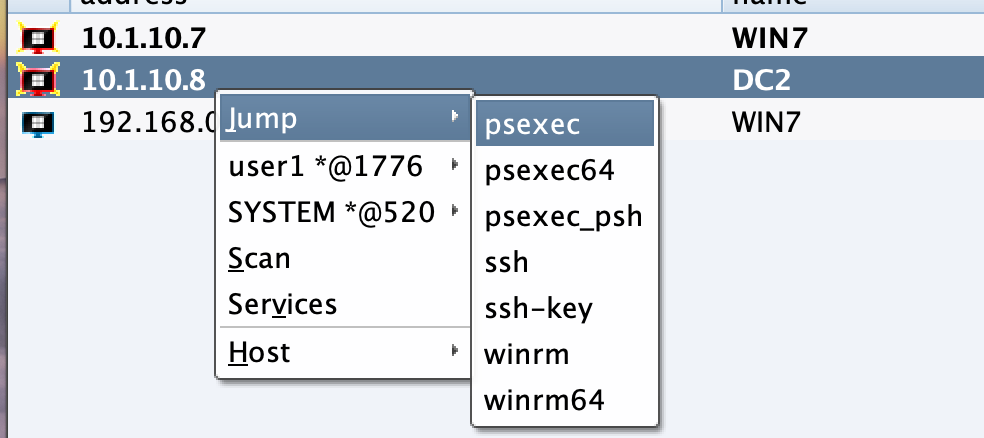 address name
10.1.10.7 WIN7
10.1.10.8 DC2
192.168.0 WIN7
Jump
user1 *@1776
SYSTEM *@520
Scan
Services
Host
psexec
psexec64
psexec_psh
ssh
ssh-key
winrm
winrm64